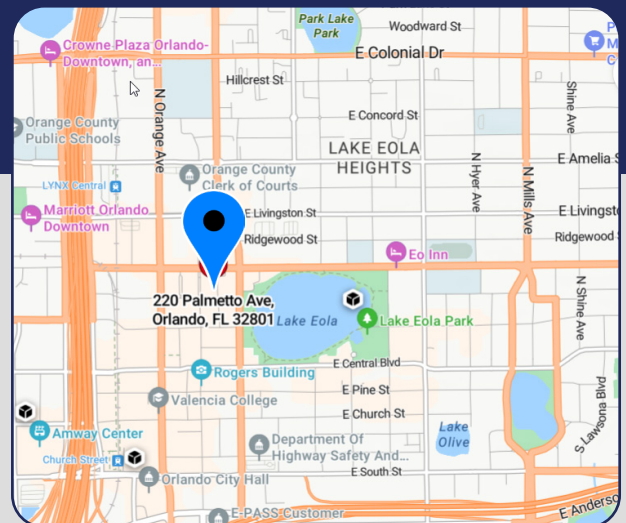 Park Lake
Park
Woodward St
P
M
C
Crowne Plaza Orlando-
Downtown, an...
E Colonial Dr
Hillcrest St
N Orange Ave
Shine Ave
E Concord St
Orange County
Public Schools
LAKE EOLA
HEIGHTS
E Amelia S
Orange County
Clerk of Courts
N Hyer Ave
N Mills Ave
LYNX Central
Marriott Orlando
Downtown
E Livingston St
E Livingst
Ridgewood St
Ridgewood
Eo Inn
220 Palmetto Ave,
Orlando, FL 32801
Lake Eola
Lake Eola Park
N Shine Ave
E Central Blvd
Rogers Building
E Pine St
Valencia College
E Church St
S Lawsona Blvd
Amway Center
Lake
Olive
Department Of
Highway Safety And...
Church Street
E South St
Orlando City Hall
E-PASS Customer
E Anderso